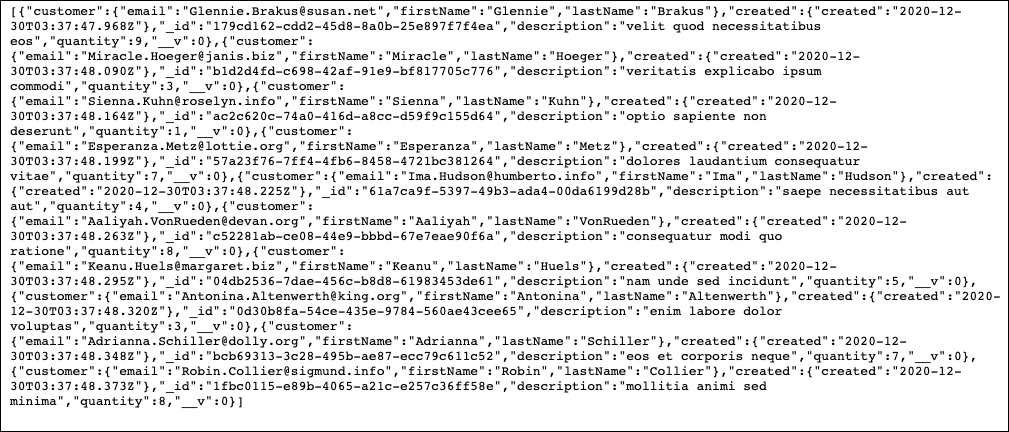 [{"customer":{"email":"Glennie.Brakus@susan.net","firstName":"Glennie","lastName":"Brakus"},"created":{"created":"2020-12-
30T03:37:47.968Z"},"_id":"179cd162-cdd2-45d8-8a0b-25e897f7f4ea","description":"velit quod necessitatibus
eos","quantity":9,"__v":0},{"customer":
{"email":"Miracle.Hoeger@janis.biz","firstName":"Miracle","lastName":"Hoeger"},"created":{"created":"2020-12-
30T03:37:48.090Z"},"_id":"b1d2d4fd-c698-42af-91e9-bf817705c776","description":"veritatis explicabo ipsum
commodi","quantity":3,"__v":0},{"customer":
{"email":"Sienna.Kuhn@roselyn.info","firstName":"Sienna","lastName":"Kuhn"},"created":{"created":"2020-12-
30T03:37:48.164Z"},"_id":"ac2c620c-74a0-416d-a8cc-d59f9c155d64","description":"optio sapiente non
deserunt","quantity":1,"__v":0},{"customer":
{"email":"Esperanza.Metz@lottie.org","firstName":"Esperanza","lastName":"Metz"},"created":{"created":"2020-12-
30T03:37:48.199Z"},"_id":"57a23f76-7ff4-4fb6-8458-4721bc381264","description":"dolores laudantium consequatur
vitae","quantity":7,"__v":0},{"customer":{"email":"Ima.Hudson@humberto.info","firstName":"Ima","lastName":"Hudson"},"created":
{"created":"2020-12-30T03:37:48.225Z"},"_id":"61a7ca9f-5397-49b3-ada4-00da6199d28b","description":"saepe necessitatibus aut
aut","quantity":4,"__v":0},{"customer":
{"email":"Aaliyah.VonRueden@devan.org","firstName":"Aaliyah","lastName":"VonRueden"},"created":{"created":"2020-12-
30T03:37:48.263Z"},"_id":"c52281ab-ce08-44e9-bbbd-67e7eae90f6a","description":"consequatur modi quo
ratione","quantity":8,"__v":0},{"customer":
{"email":"Keanu.Huels@margaret.biz","firstName":"Keanu","lastName":"Huels"},"created":{"created":"2020-12-
30T03:37:48.295Z"},"_id":"04db2536-7dae-456c-b8d8-61983453de61","description":"nam unde sed incidunt","quantity":5,"__v":0},
{"customer":{"email":"Antonina.Altenwerth@king.org","firstName":"Antonina","lastName":"Altenwerth"},"created":{"created":"2020-
12-30T03:37:48.320Z"},"_id":"0d30b8fa-54ce-435e-9784-560ae43cee65","description":"enim labore dolor
voluptas","quantity":3,"__v":0},{"customer":
{"email":"Adrianna.Schiller@dolly.org","firstName":"Adrianna","lastName":"Schiller"},"created":{"created":"2020-12-
30T03:37:48.348Z"},"_id":"bcb69313-3c28-495b-ae87-ecc79c611c52","description":"eos et corporis neque","quantity":7,"__v":0},
{"customer":{"email":"Robin.Collier@sigmund.info","firstName":"Robin","lastName":"Collier"},"created":{"created":"2020-12-
30T03:37:48.373Z"},"_id":"1fbc0115-e89b-4065-a21c-e257c36ff58e","description":"mollitia animi sed
minima","quantity":8,"__v":0}]